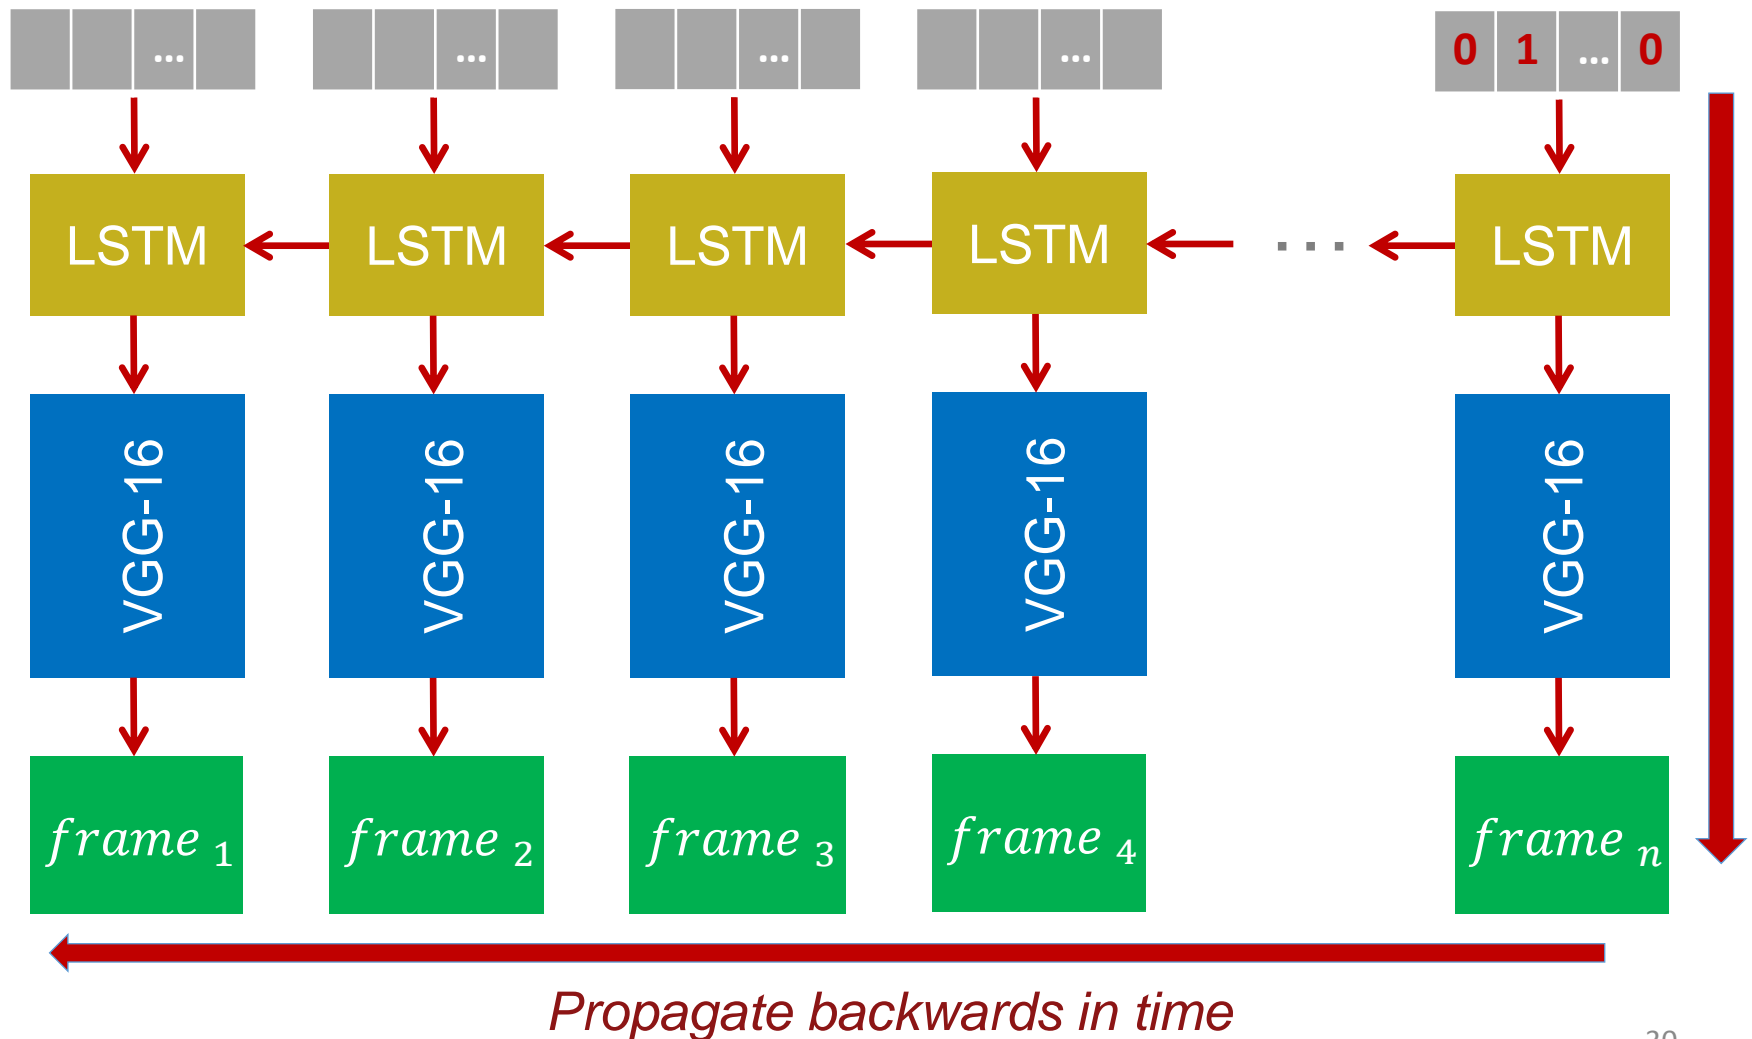 ... ... ... ... 0 1 ... 0
LSTM LSTM LSTM LSTM ... LSTM
VGG-16 VGG-16 VGG-16 VGG-16 VGG-16
frame 1 frame 2 frame 3 frame 4 frame n
Propagate backwards in time